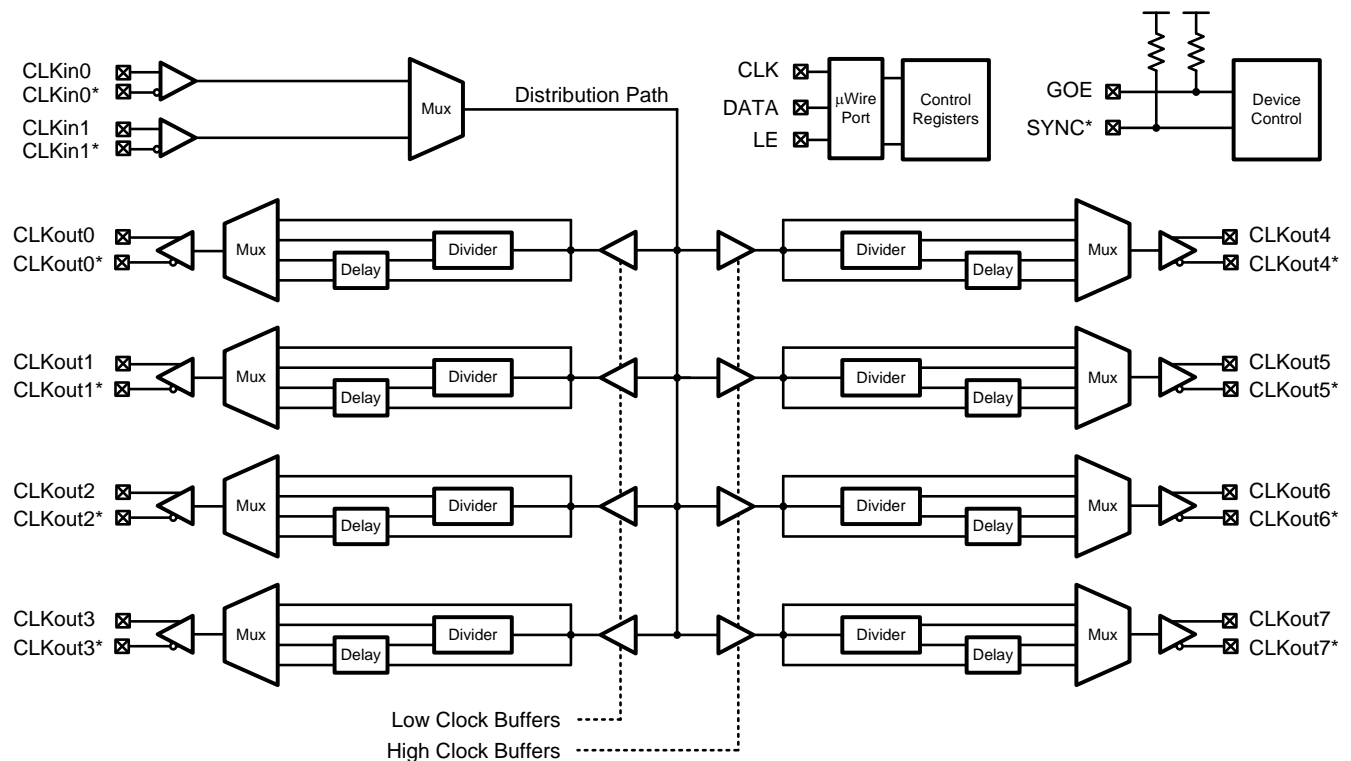 CLKin0
CLKin0*
CLKin1
CLKin1*
Mux
Distribution Path
CLK
DATA
LE
µWire
Port
Control
Registers
GOE
SYNC*
Device
Control
CLKout0
CLKout0*
Mux
Delay
Divider
Divider
Delay
Mux
CLKout4
CLKout4*
CLKout1
CLKout1*
Mux
Delay
Divider
Divider
Delay
Mux
CLKout5
CLKout5*
CLKout2
CLKout2*
Mux
Delay
Divider
Divider
Delay
Mux
CLKout6
CLKout6*
CLKout3
CLKout3*
Mux
Delay
Divider
Divider
Delay
Mux
CLKout7
CLKout7*
Low Clock Buffers
High Clock Buffers